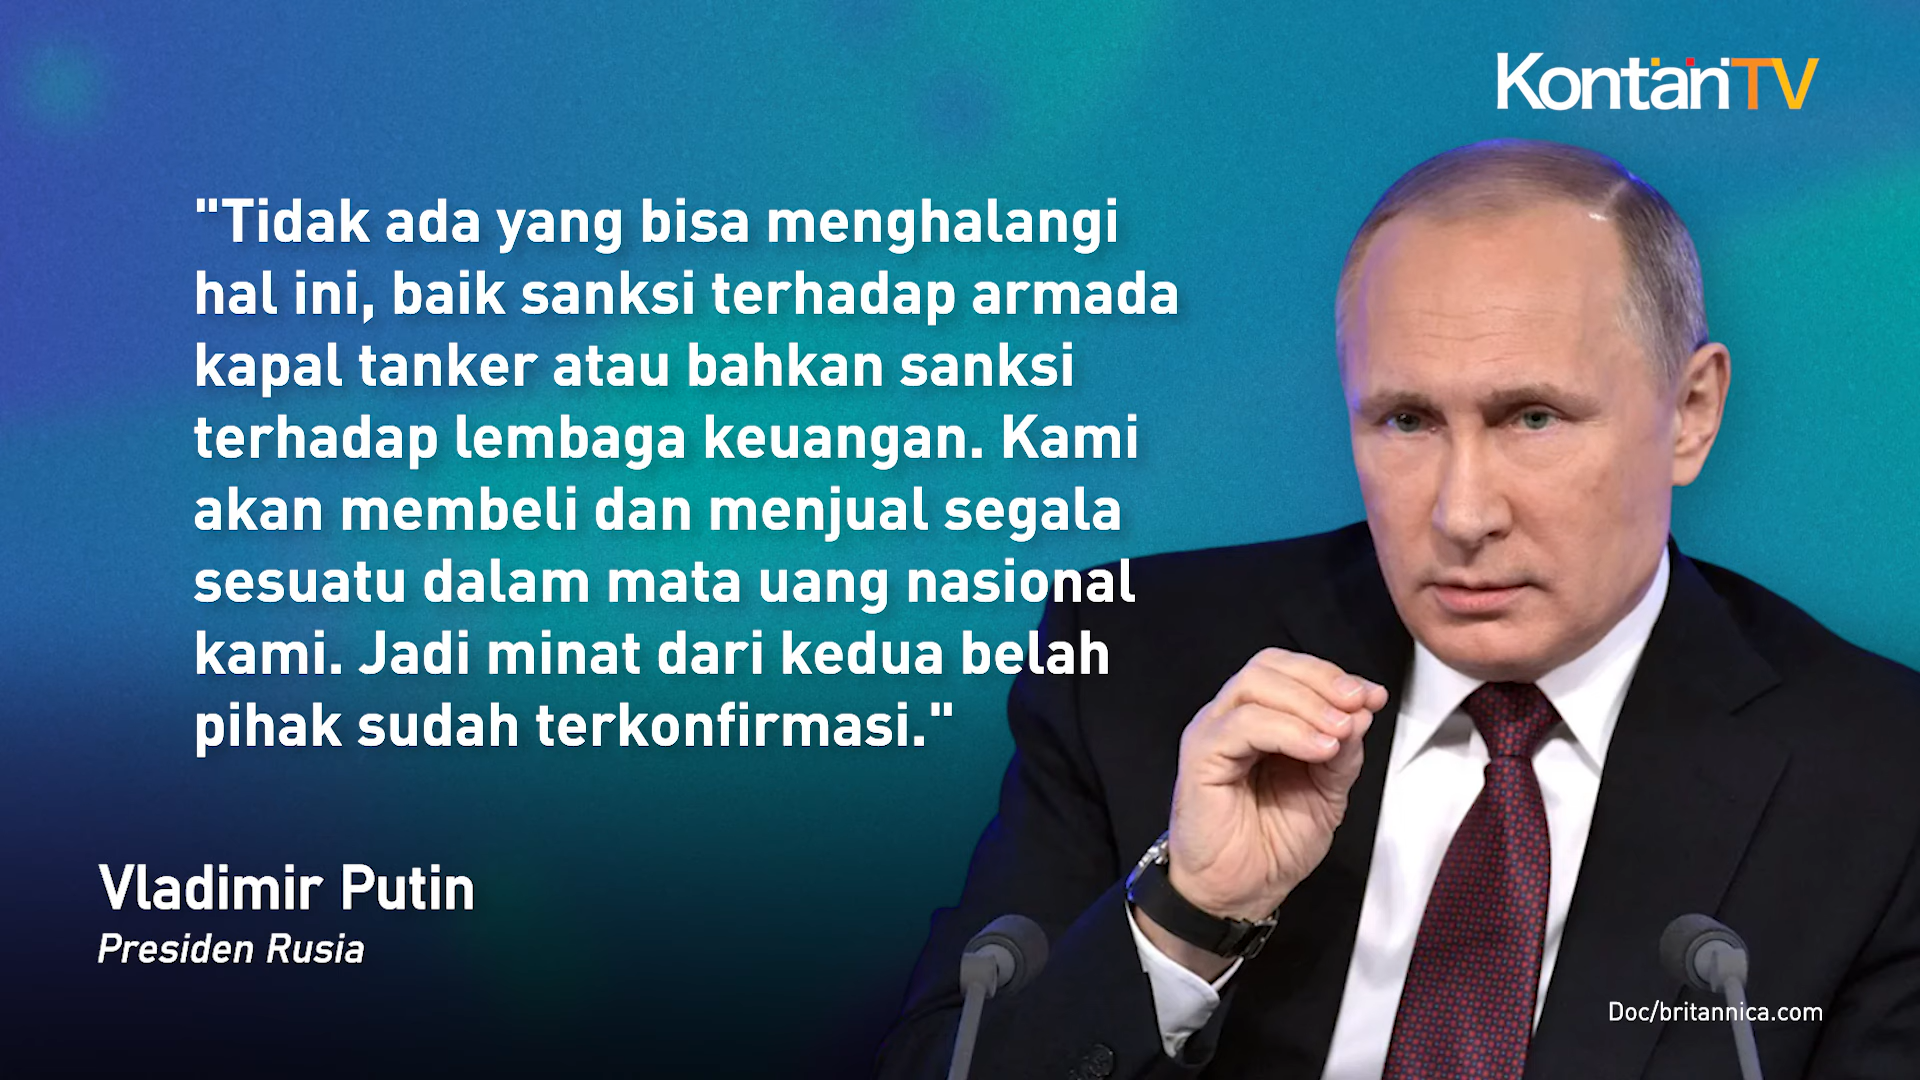 KontanTV
"Tidak ada yang bisa menghalangi
hal ini, baik sanksi terhadap armada
kapal tanker atau bahkan sanksi
terhadap lembaga keuangan. Kami
akan membeli dan menjual segala
sesuatu dalam mata uang nasional
kami. Jadi minat dari kedua belah
pihak sudah terkonfirmasi."
Vladimir Putin
Presiden Rusia
Doc/britannica.com